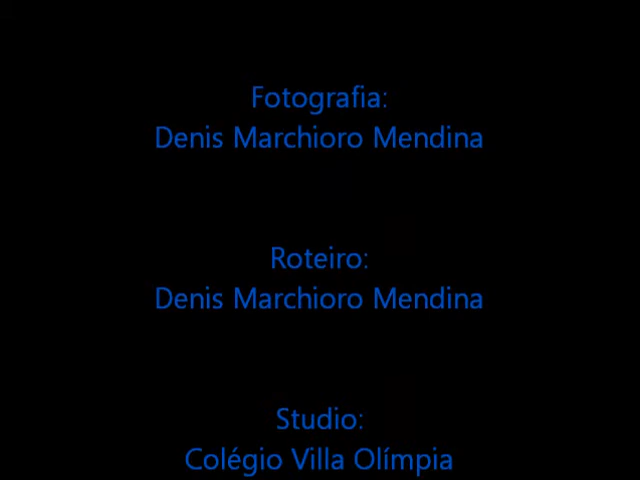 Fotografia:
Denis Marchioro Mendina
Roteiro:
Denis Marchioro Mendina
Studio:
Colégio Villa Olímpia